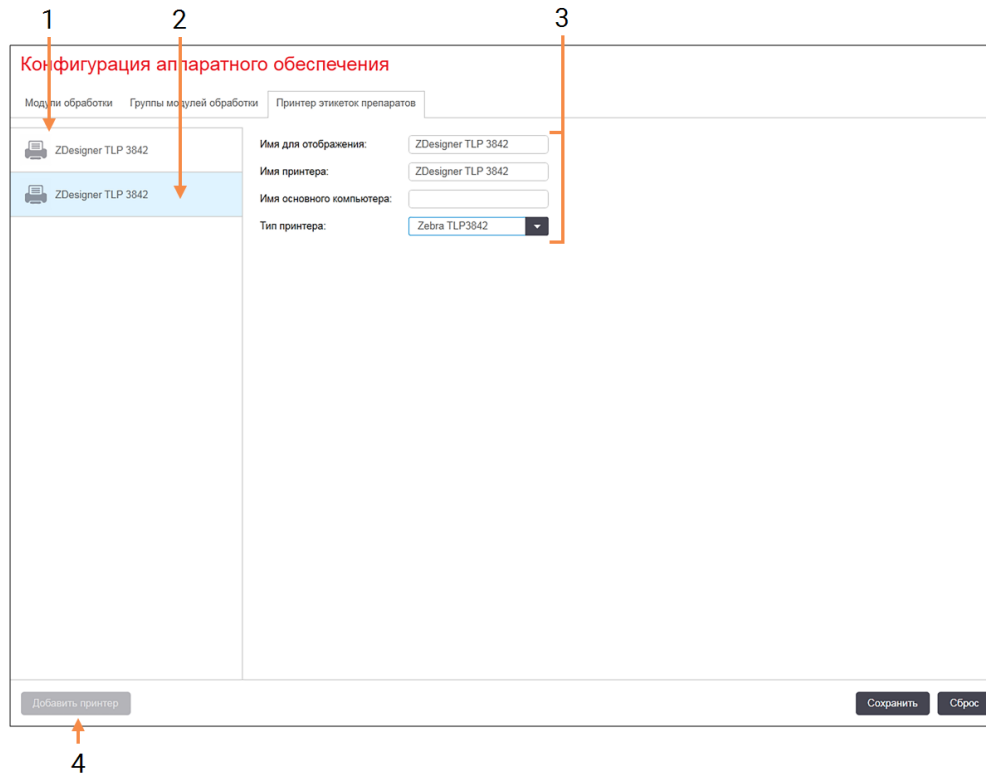 1 2 3
Конфигурация аппаратного обеспечения
Модули обработки Группы модулей обработки Принтер этикеток препаратов
ZDesigner TLP 3842
ZDesigner TLP 3842
Имя для отображения: ZDesigner TLP 3842
Имя принтера: ZDesigner TLP 3842
Имя основного компьютера:
Тип принтера: Zebra TLP3842
Добавить принтер Сохранить Сброс
4